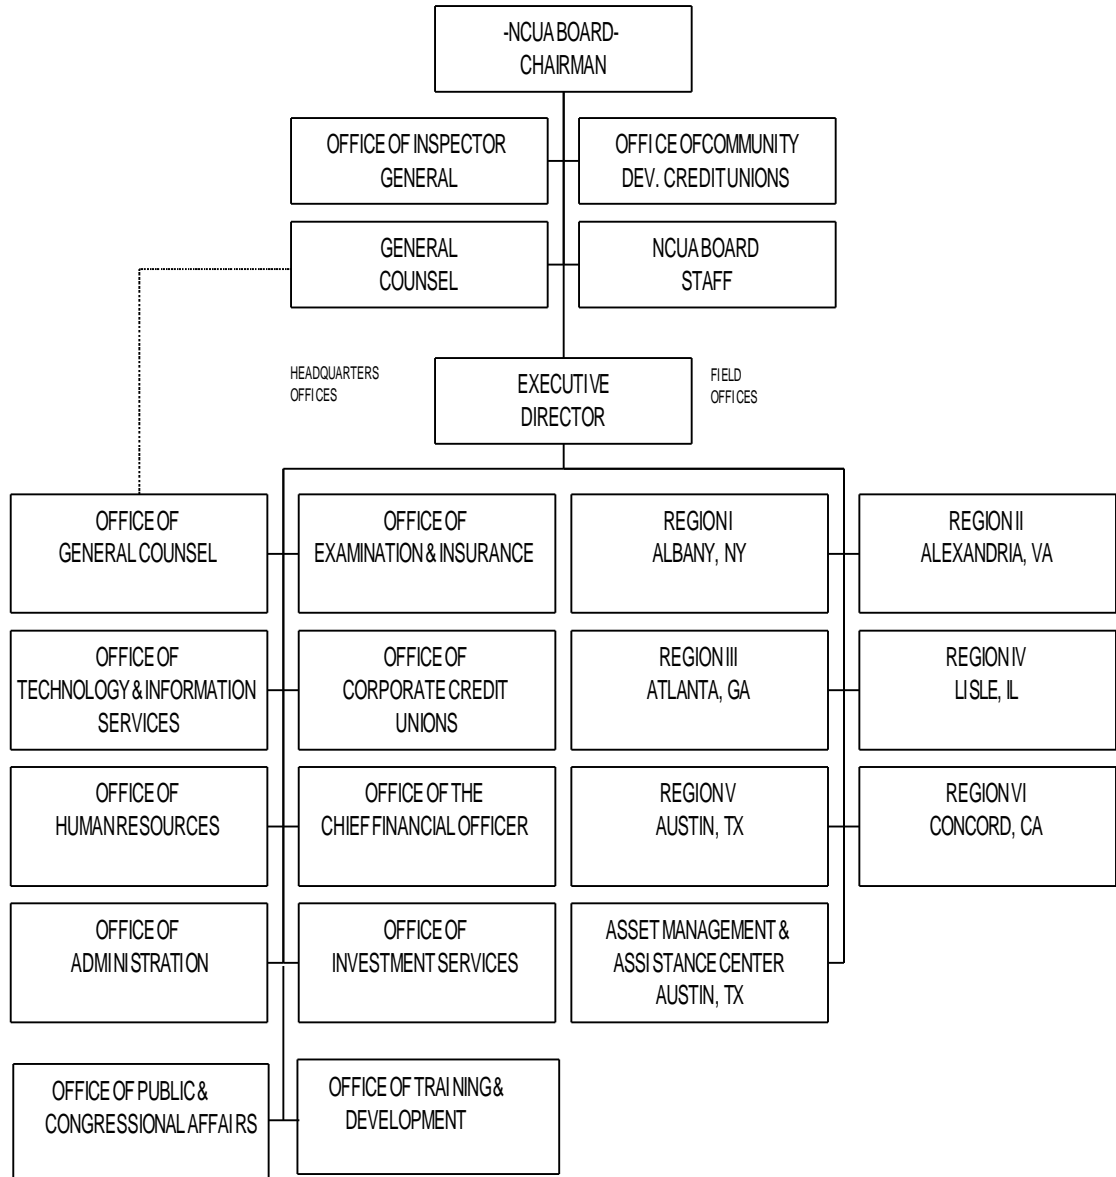 -NCUA BOARD-
CHAIRMAN
OFFICE OF INSPECTOR
GENERAL
OFFICE OF COMMUNITY
DEV. CREDIT UNIONS
GENERAL
COUNSEL
NCUA BOARD
STAFF
HEADQUARTERS
OFFICES
EXECUTIVE
DIRECTOR
FIELD
OFFICES
OFFICE OF
GENERAL COUNSEL
OFFICE OF
EXAMINATION & INSURANCE
REGION I
ALBANY, NY
REGION II
ALEXANDRIA, VA
OFFICE OF
TECHNOLOGY & INFORMATION
SERVICES
OFFICE OF
CORPORATE CREDIT
UNIONS
REGION III
ATLANTA, GA
REGION IV
LISLE, IL
OFFICE OF
HUMAN RESOURCES
OFFICE OF THE
CHIEF FINANCIAL OFFICER
REGION V
AUSTIN, TX
REGION VI
CONCORD, CA
OFFICE OF
ADMINISTRATION
OFFICE OF
INVESTMENT SERVICES
ASSET MANAGEMENT &
ASSISTANCE CENTER
AUSTIN, TX
OFFICE OF PUBLIC &
CONGRESSIONAL AFFAIRS
OFFICE OF TRAINING &
DEVELOPMENT